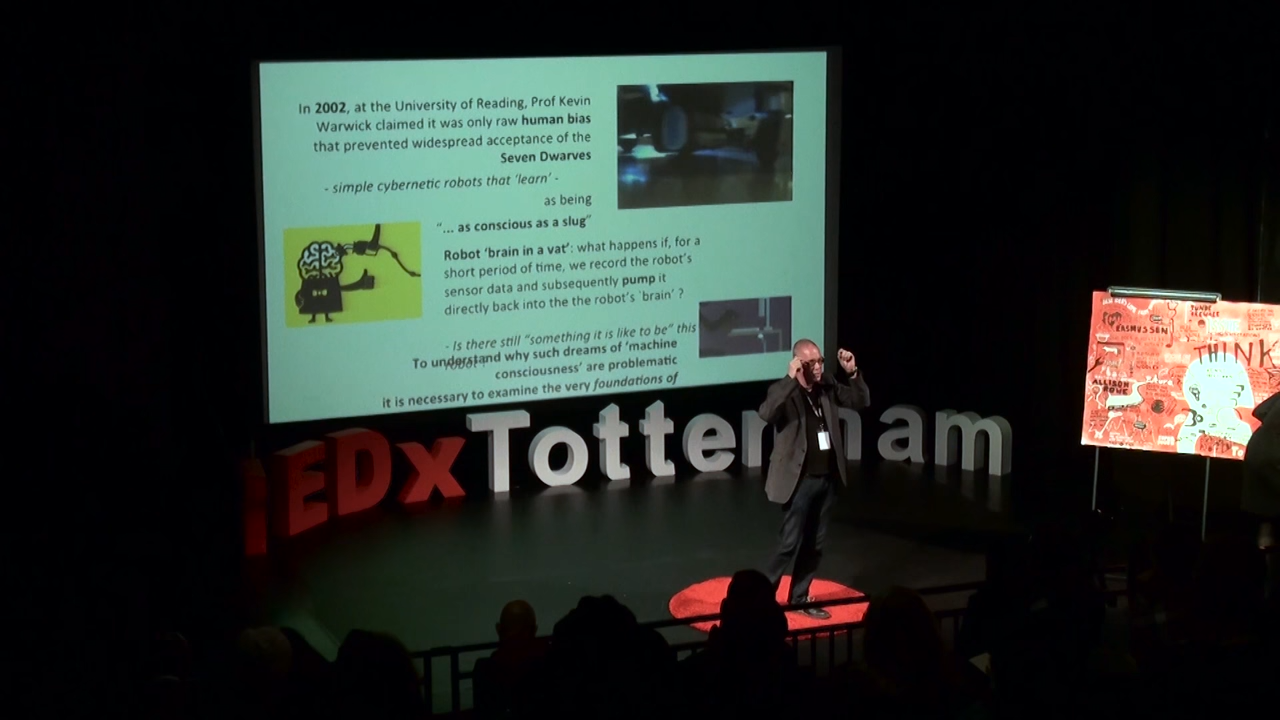 In 2002, at the University of Reading, Prof Kevin
Warwick claimed it was only raw human bias
that prevented widespread acceptance of the
Seven Dwarves
- simple cybernetic robots that 'learn' -
as being
"... as conscious as a slug"
Robot 'brain in a vat': what happens if, for a
short period of time, we record the robot's
sensor data and subsequently pump it
directly back into the the robot's `brain' ?
- Is there still "something it is like to be" this
robot
To understand why such dreams of 'machine
consciousness' are problematic
it is necessary to examine the very foundations of
TEDxTottenham
RASMUSSEN
THINK
ALLISON